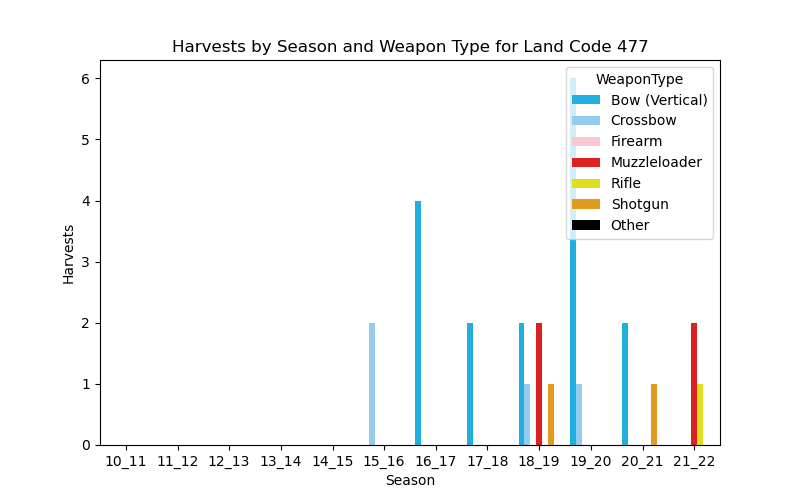 Harvests by Season and Weapon Type for Land Code 477
WeaponType
Bow (Vertical)
Crossbow
Firearm
Muzzleloader
Rifle
Shotgun
Other
6
5
4
3
2
1
0
Harvests
10_11 11_12 12_13 13_14 14_15 15_16 16_17 17_18 18_19 19_20 20_21 21_22
Season